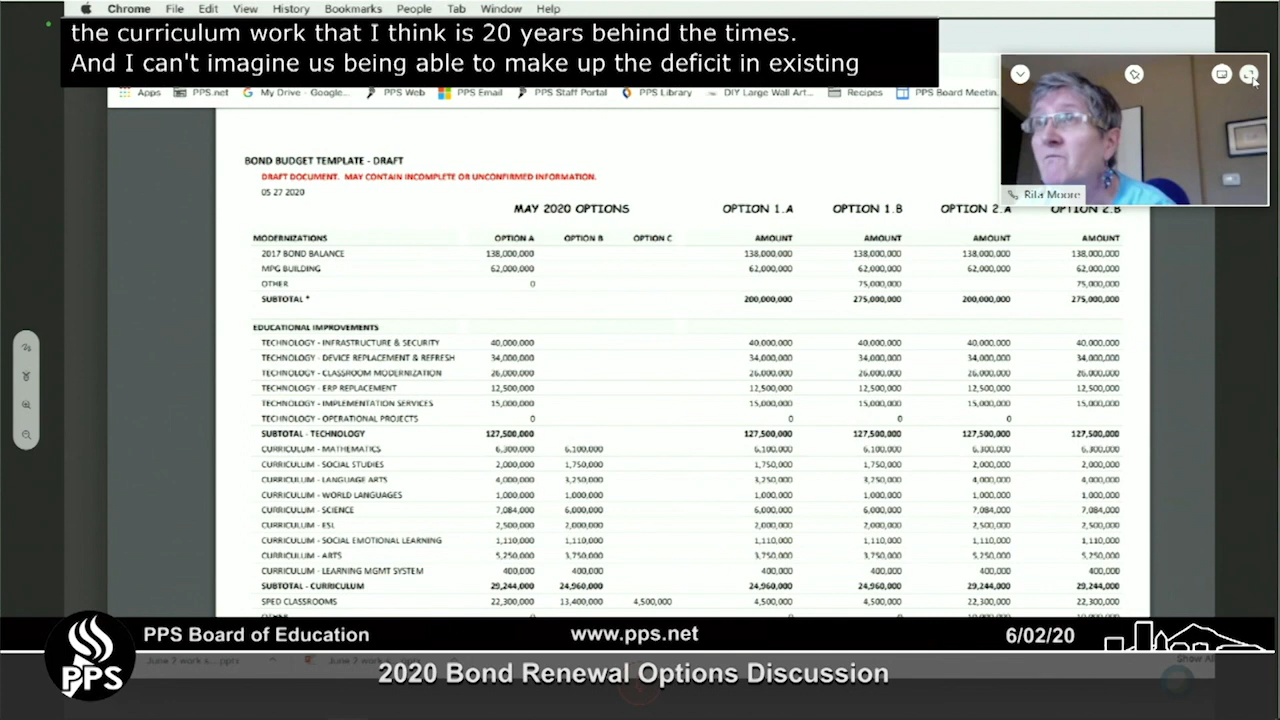 Chrome File Edit View History Bookmarks People Tab Window Help
the curriculum work that I think is 20 years behind the times.
And I can't imagine us being able to make up the deficit in existing
Apps PPS.net My Drive - Google... PPS Web PPS Email PPS Staff Portal PPS Library DIY Large Wall Art... Recipes PPS Board Meetin...
Rita Moore
BOND BUDGET TEMPLATE - DRAFT
DRAFT DOCUMENT. MAY CONTAIN INCOMPLETE OR UNCONFIRMED INFORMATION.
05 27 2020
MAY 2020 OPTIONS OPTION 1.A OPTION 1.B OPTION 2.A OPTION 2.B
MODERNIZATIONS OPTION A OPTION B OPTION C AMOUNT AMOUNT AMOUNT AMOUNT
2017 BOND BALANCE 138,000,000 138,000,000 138,000,000 138,000,000 138,000,000
MPG BUILDING 62,000,000 62,000,000 62,000,000 62,000,000 62,000,000
OTHER 0 75,000,000 75,000,000
SUBTOTAL * 200,000,000 275,000,000 200,000,000 275,000,000
EDUCATIONAL IMPROVEMENTS
TECHNOLOGY - INFRASTRUCTURE & SECURITY 40,000,000 40,000,000 40,000,000 40,000,000 40,000,000
TECHNOLOGY - DEVICE REPLACEMENT & REFRESH 34,000,000 34,000,000 34,000,000 34,000,000 34,000,000
TECHNOLOGY - CLASSROOM MODERNIZATION 26,000,000 26,000,000 26,000,000 26,000,000 26,000,000
TECHNOLOGY - ERP REPLACEMENT 12,500,000 12,500,000 12,500,000 12,500,000 12,500,000
TECHNOLOGY - IMPLEMENTATION SERVICES 15,000,000 15,000,000 15,000,000 15,000,000 15,000,000
TECHNOLOGY - OPERATIONAL PROJECTS 0 0 0 0
SUBTOTAL - TECHNOLOGY 127,500,000 127,500,000 127,500,000 127,500,000 127,500,000
CURRICULUM - MATHEMATICS 6,300,000 6,100,000 6,100,000 6,100,000 6,300,000 6,300,000
CURRICULUM - SOCIAL STUDIES 2,000,000 1,750,000 1,750,000 1,750,000 2,000,000 2,000,000
CURRICULUM - LANGUAGE ARTS 4,000,000 3,250,000 3,250,000 3,250,000 4,000,000 4,000,000
CURRICULUM - WORLD LANGUAGES 1,000,000 1,000,000 1,000,000 1,000,000 1,000,000 1,000,000
CURRICULUM - SCIENCE 7,084,000 6,000,000 6,000,000 6,000,000 7,084,000 7,084,000
CURRICULUM - ESL 2,500,000 2,000,000 2,000,000 2,000,000 2,500,000 2,500,000
CURRICULUM - SOCIAL EMOTIONAL LEARNING 1,110,000 1,110,000 1,110,000 1,110,000 1,110,000 1,110,000
CURRICULUM - ARTS 5,250,000 3,750,000 3,750,000 3,750,000 5,250,000 5,250,000
CURRICULUM - LEARNING MGMT SYSTEM 400,000 400,000 400,000 400,000 400,000 400,000
SUBTOTAL - CURRICULUM 29,244,000 24,960,000 24,960,000 24,960,000 29,244,000 29,244,000
SPED CLASSROOMS 22,300,000 13,400,000 4,500,000 4,500,000 4,500,000 22,300,000 22,300,000
PPS Board of Education www.pps.net 6/02/20
PPS
2020 Bond Renewal Options Discussion